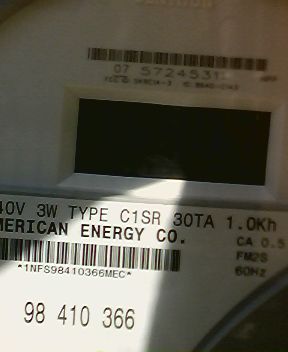 07 5724531
40V 3W TYPE C1SR 30TA 1.0Kh
MERICAN ENERGY CO.
CA 0.5
FM2S
60Hz
*1NFS98410366MEC*
98 410 366